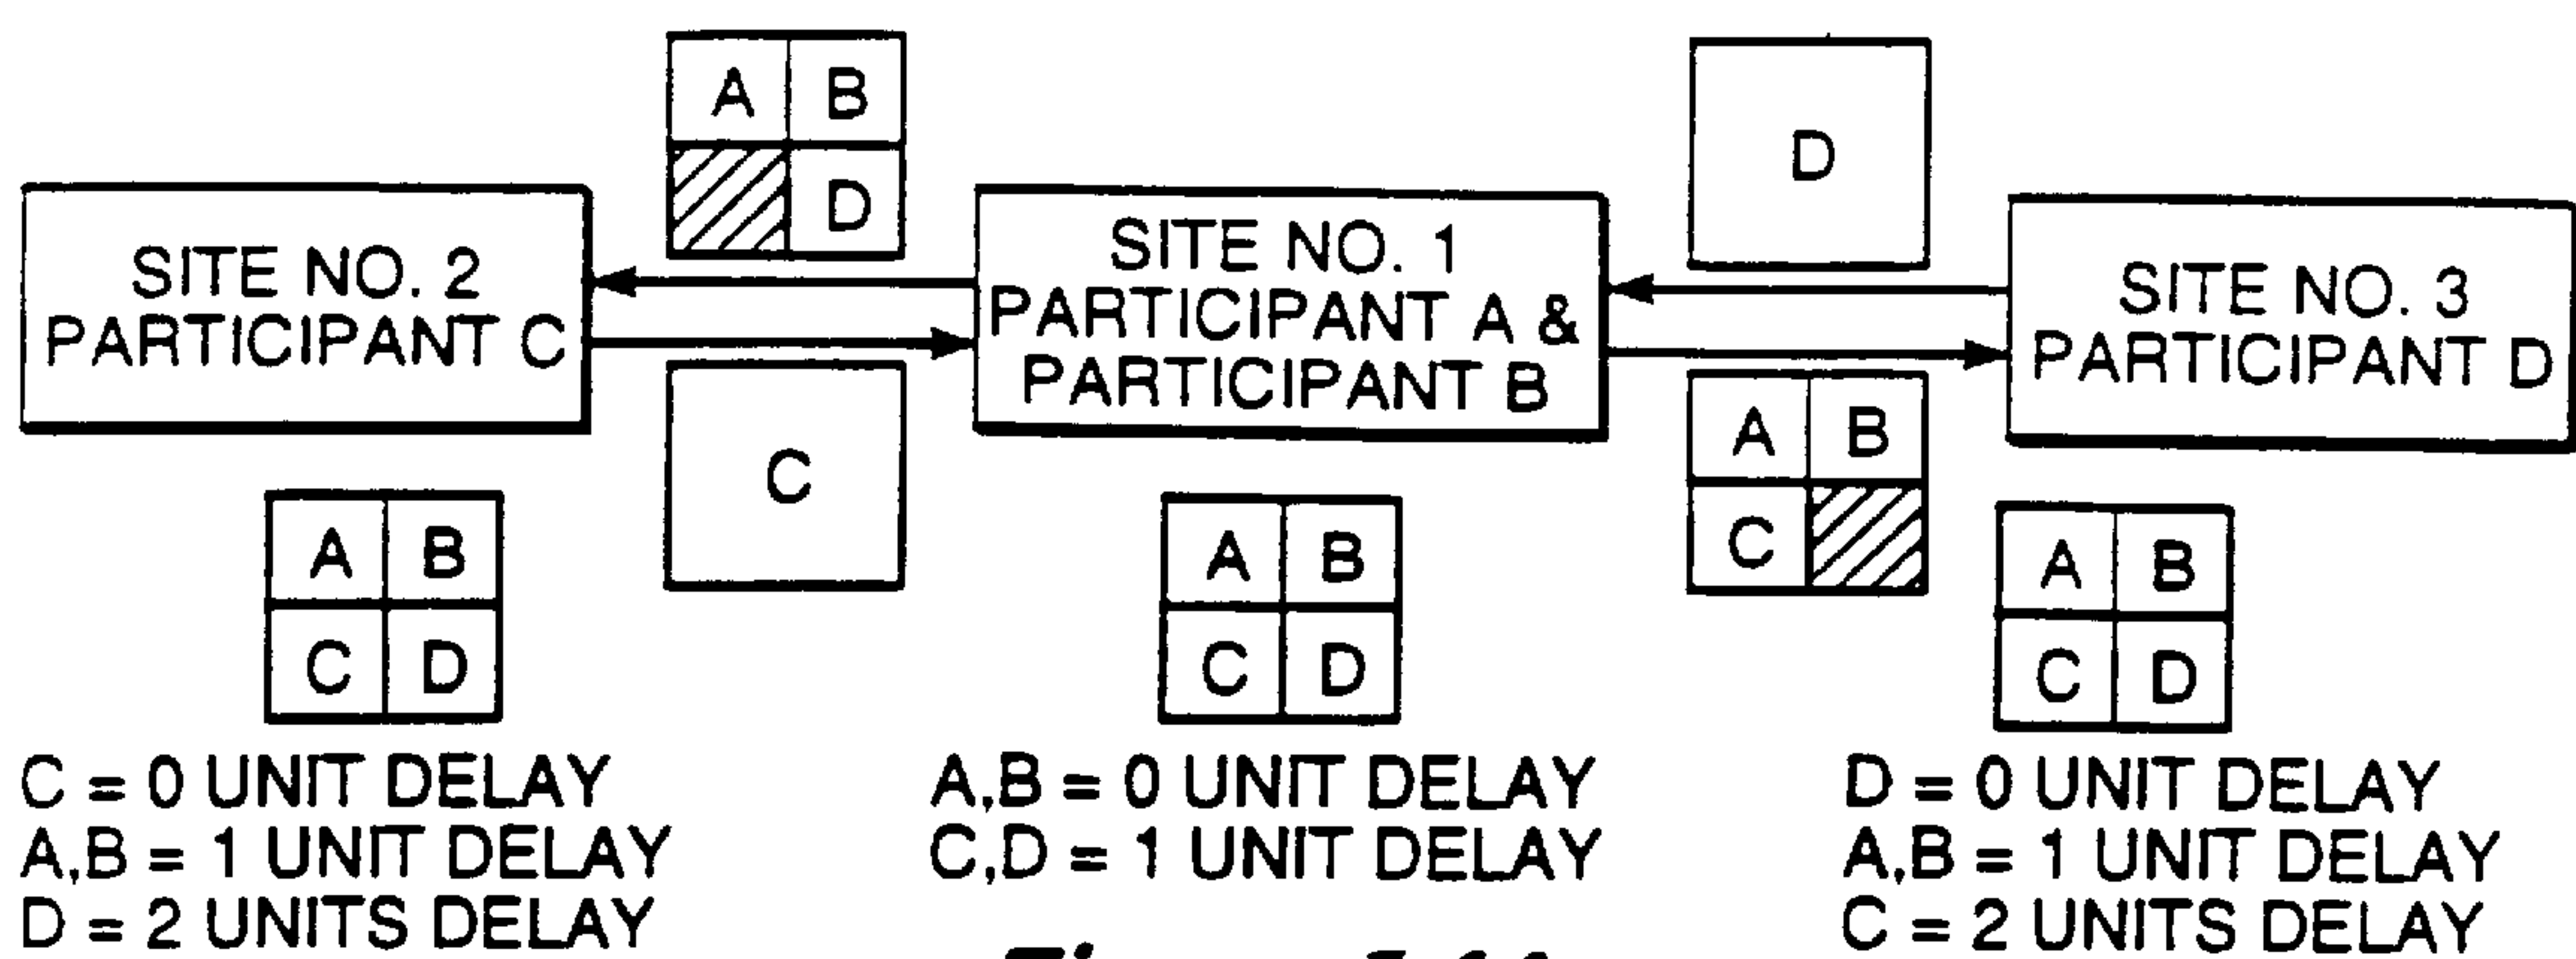 A B
D
D
SITE NO. 2
PARTICIPANT C
SITE NO. 1
PARTICIPANT A &
PARTICIPANT B
SITE NO. 3
PARTICIPANT D
C
A B
C
A B
C D
A B
C D
A B
C D
C = 0 UNIT DELAY
A,B = 1 UNIT DELAY
D = 2 UNITS DELAY
A,B = 0 UNIT DELAY
C,D = 1 UNIT DELAY
D = 0 UNIT DELAY
A,B = 1 UNIT DELAY
C = 2 UNITS DELAY